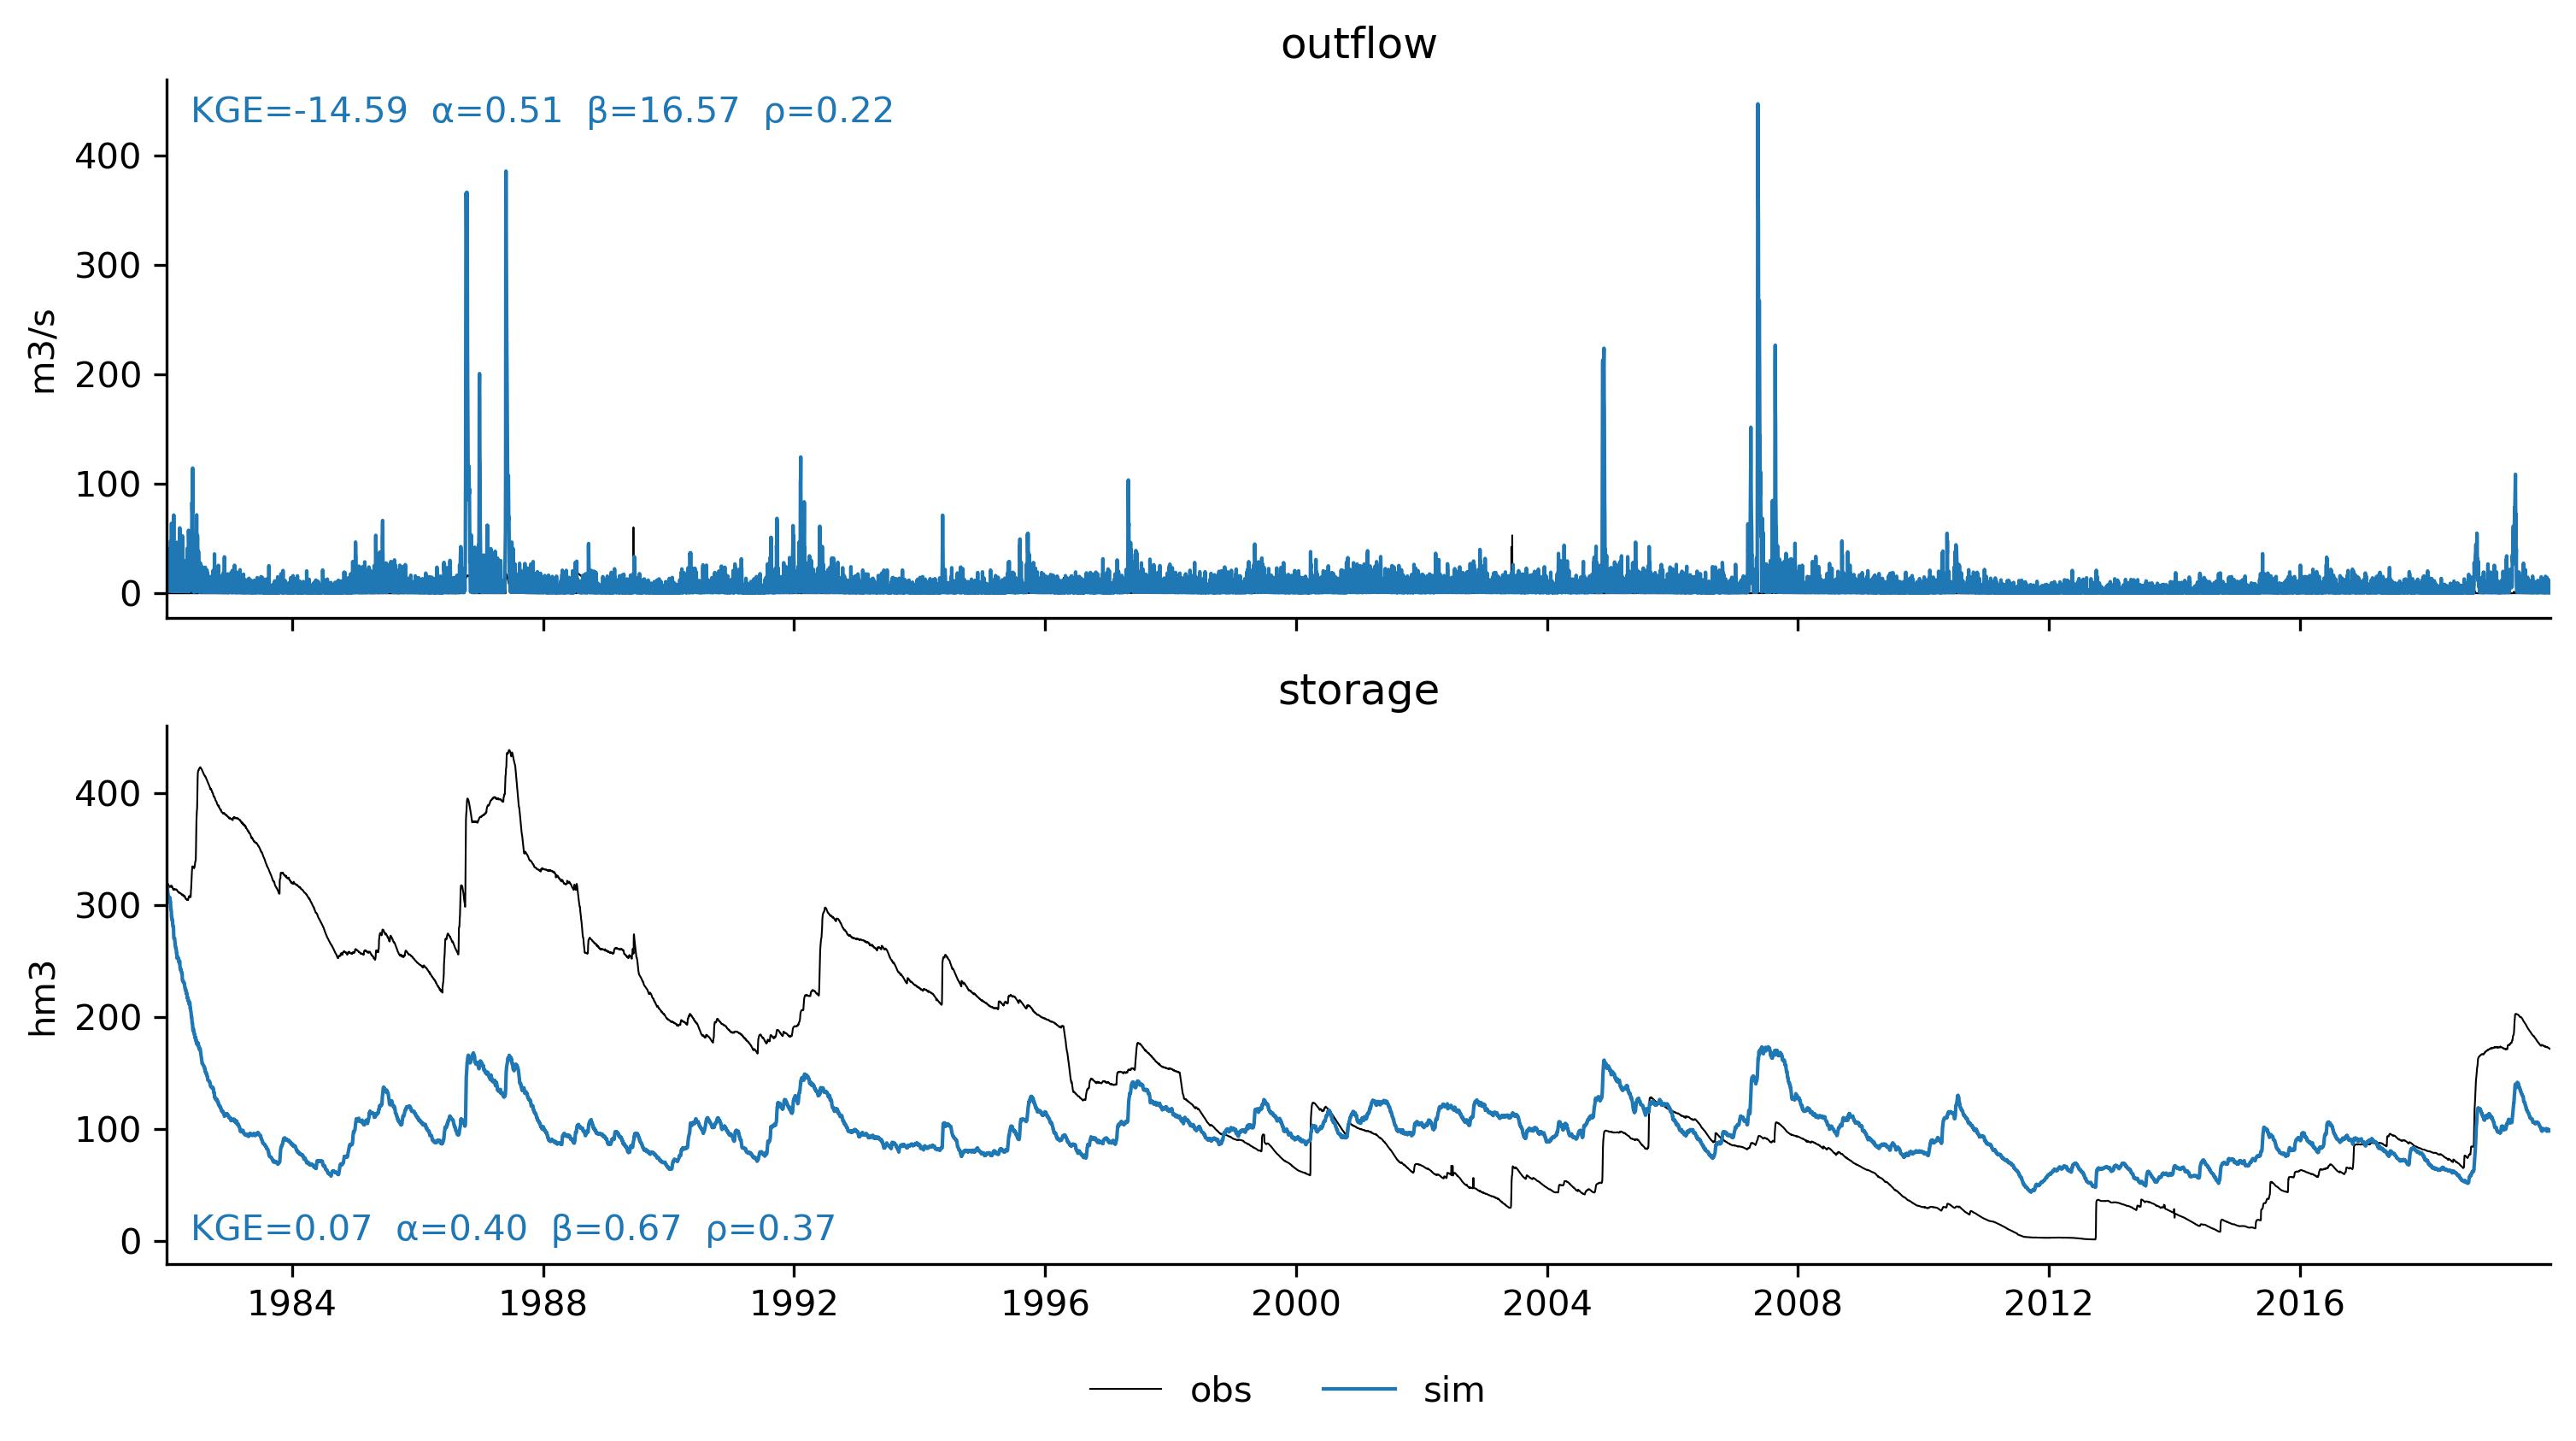 outflow
KGE=-14.59 α=0.51 β=16.57 ρ=0.22
400
300
200
100
0
m3/s
storage
400
300
200
100
0
hm3
KGE=0.07 α=0.40 β=0.67 ρ=0.37
1984 1988 1992 1996 2000 2004 2008 2012 2016
obs sim